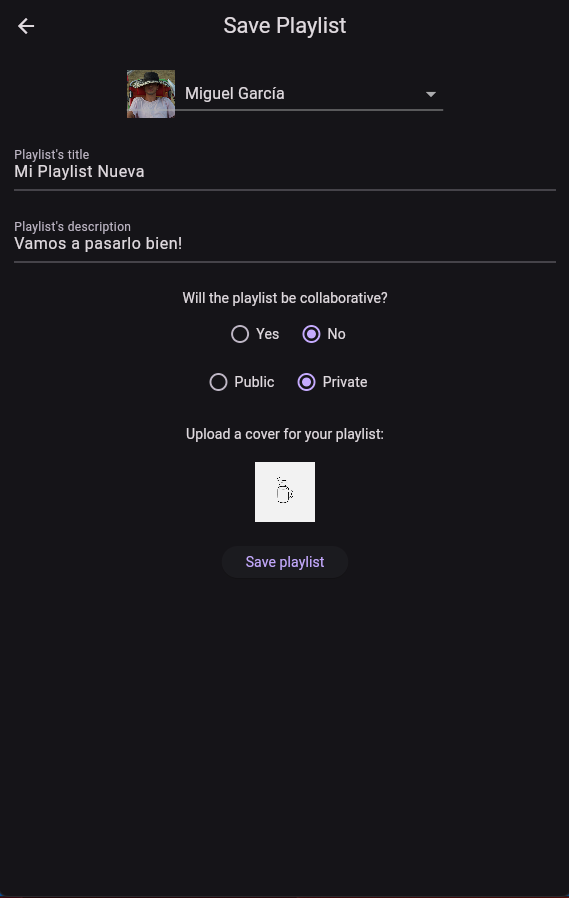 Save Playlist
Miguel García
Playlist's title
Mi Playlist Nueva
Playlist's description
Vamos a pasarlo bien!
Will the playlist be collaborative?
Yes No
Public Private
Upload a cover for your playlist:
Save playlist